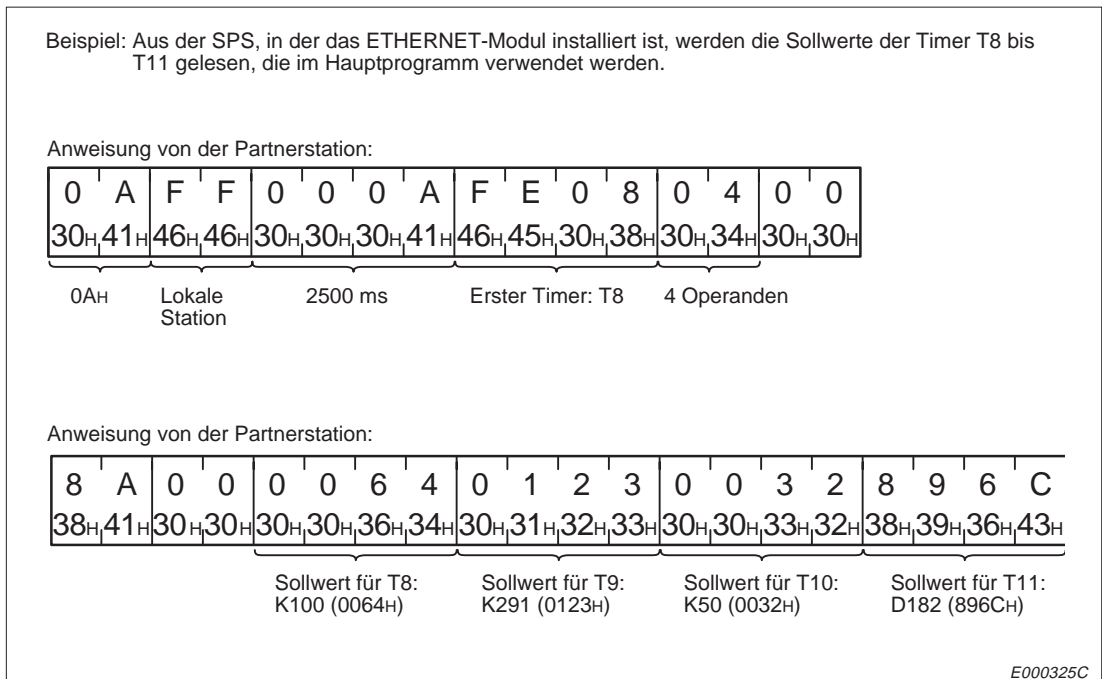 Beispiel: Aus der SPS, in der das ETHERNET-Modul installiert ist, werden die Sollwerte der Timer T8 bis
T11 gelesen, die im Hauptprogramm verwendet werden.
Anweisung von der Partnerstation:
0 A F F 0 0 0 A F E 0 8 0 4 0 0
30H 41H 46H 46H 30H 30H 30H 41H 46H 45H 30H 38H 30H 34H 30H 30H
0AH Lokale Station 2500 ms Erster Timer: T8 4 Operanden
Anweisung von der Partnerstation:
8 A 0 0 0 0 6 4 0 1 2 3 0 0 3 2 8 9 6 C
38H 41H 30H 30H 30H 30H 36H 34H 30H 31H 32H 33H 30H 30H 33H 32H 38H 39H 36H 43H
Sollwert für T8: Sollwert für T9: Sollwert für T10: Sollwert für T11:
K100 (0064H) K291 (0123H) K50 (0032H) D182 (896CH)
E000325C